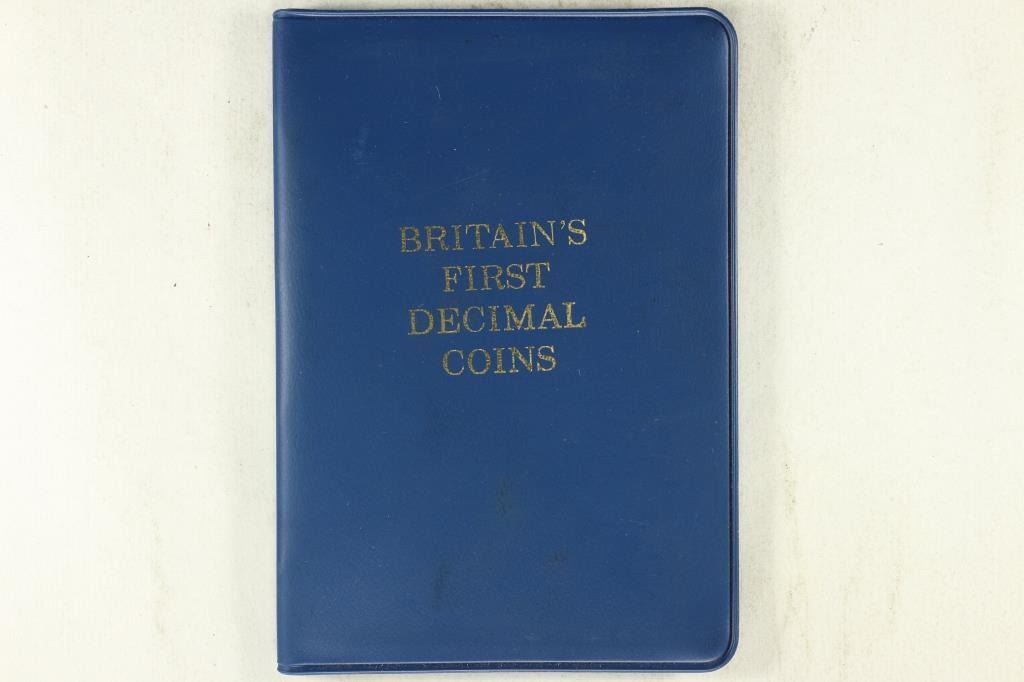 BRITAIN'S
FIRST
DECIMAL
COINS